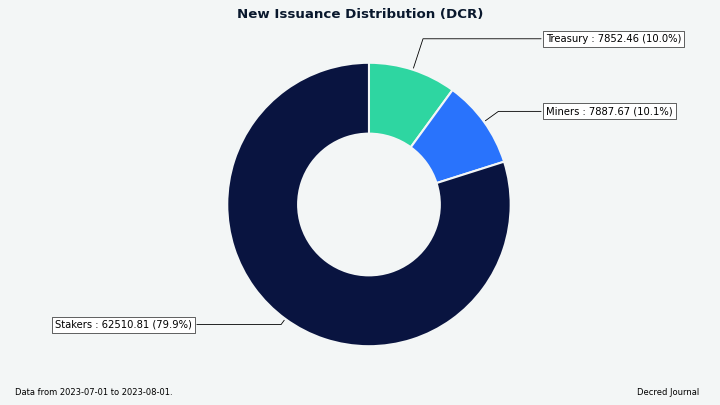 New Issuance Distribution (DCR)
Treasury : 7852.46 (10.0%)
Miners : 7887.67 (10.1%)
Stakers : 62510.81 (79.9%)
Data from 2023-07-01 to 2023-08-01.
Decred Journal